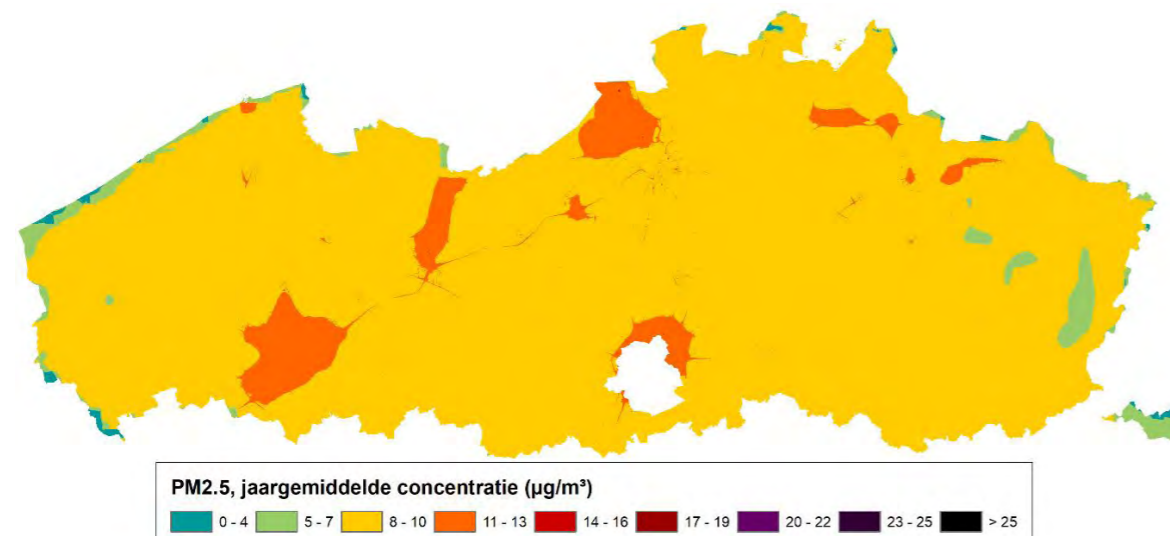 PM2.5, jaargemiddelde concentratie (µg/m³)
0 - 4 5 - 7 8 - 10 11 - 13 14 - 16 17 - 19 20 - 22 23 - 25 > 25